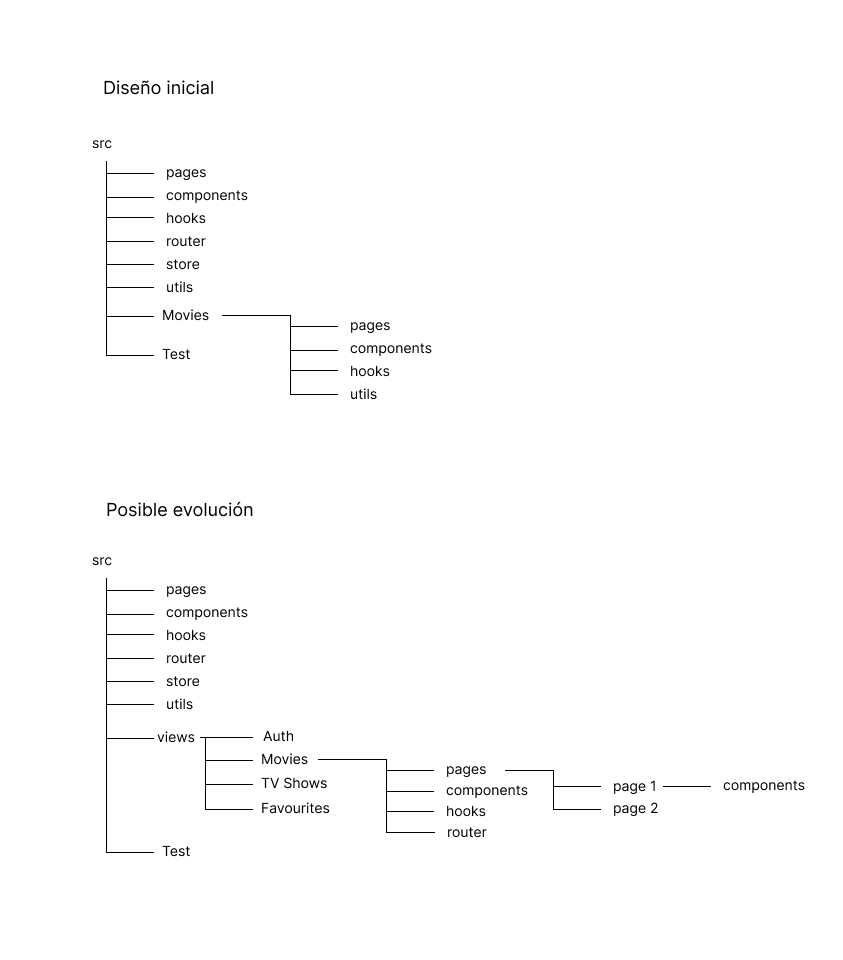 Diseño inicial
src
pages
components
hooks
router
store
utils
Movies
pages
components
hooks
utils
Test
Posible evolución
src
pages
components
hooks
router
store
utils
views
Auth
Movies
TV Shows
Favourites
pages
components
hooks
router
page 1
components
page 2
Test